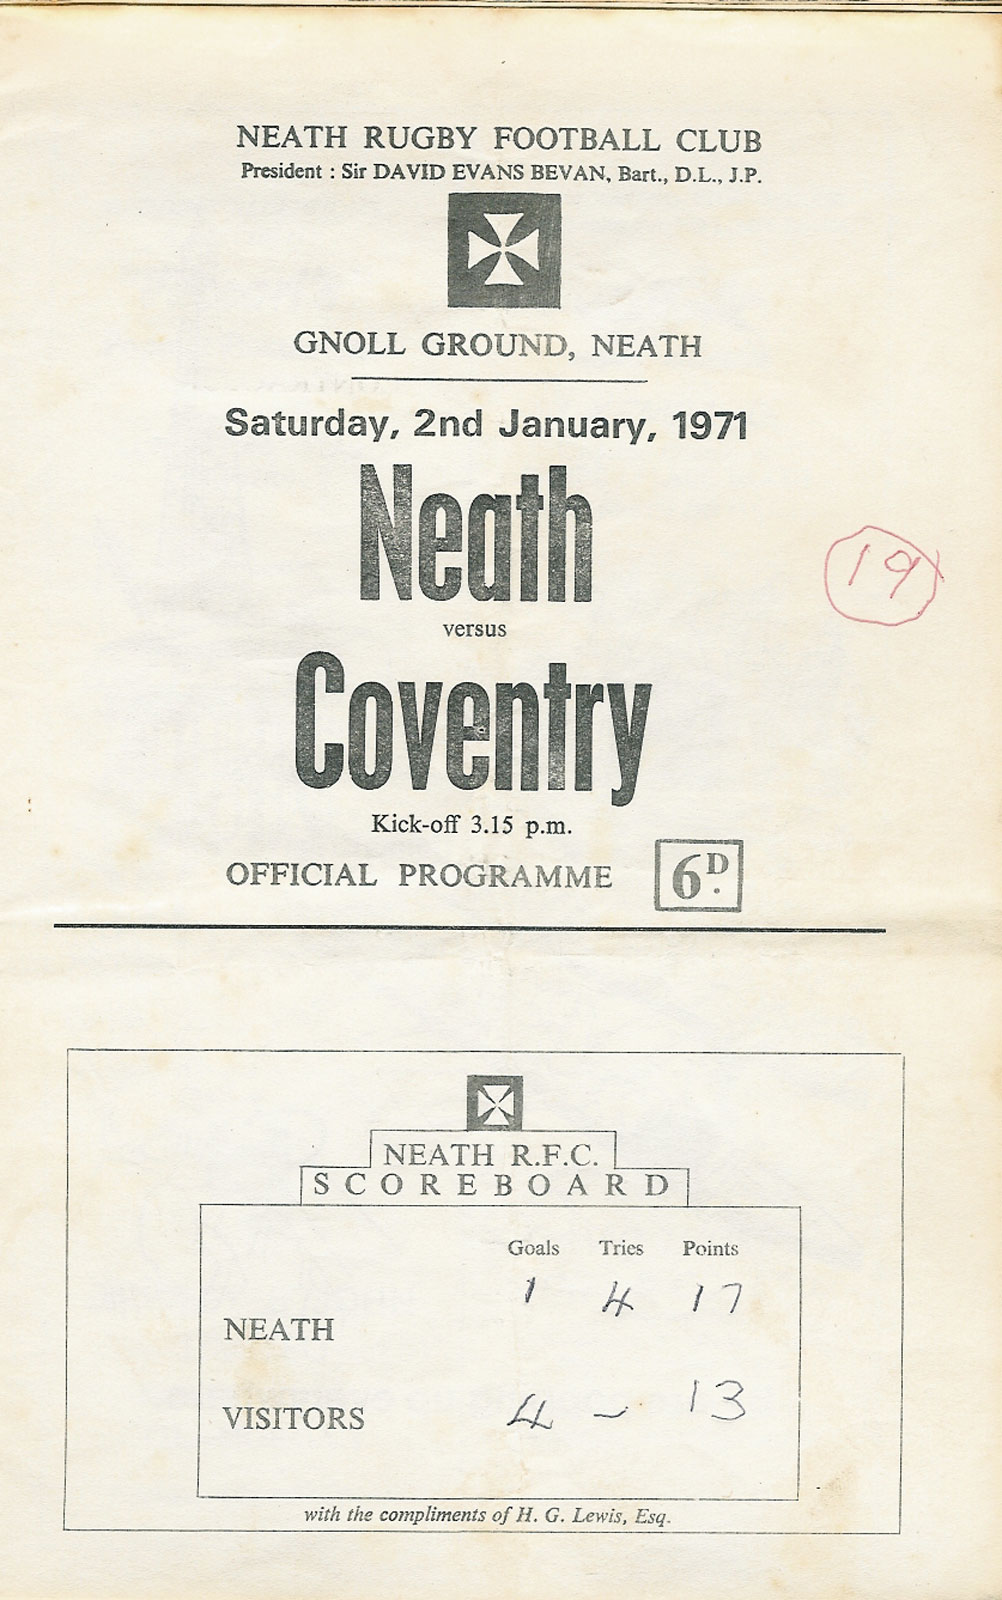 NEATH RUGBY FOOTBALL CLUB
President : Sir DAVID EVANS BEVAN, Bart., D.L., J.P.
GNOLL GROUND, NEATH
Saturday, 2nd January, 1971
Neath
versus
Coventry
19
Kick-off 3.15 p.m.
OFFICIAL PROGRAMME 6D.
NEATH R.F.C.
SCOREBOARD
Goals Tries Points
NEATH 1 4 17
VISITORS 4 – 13
with the compliments of H. G. Lewis, Esq.